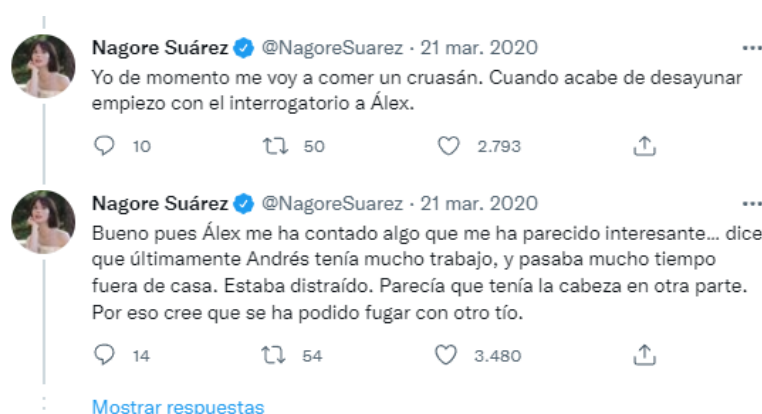 Nagore Suárez @NagoreSuarez · 21 mar. 2020
Yo de momento me voy a comer un cruasán. Cuando acabe de desayunar
empiezo con el interrogatorio a Álex.
10 50 2.793
Nagore Suárez @NagoreSuarez · 21 mar. 2020
Bueno pues Álex me ha contado algo que me ha parecido interesante... dice
que últimamente Andrés tenía mucho trabajo, y pasaba mucho tiempo
fuera de casa. Estaba distraído. Parecía que tenía la cabeza en otra parte.
Por eso cree que se ha podido fugar con otro tío.
14 54 3.480
Mostrar respuestas